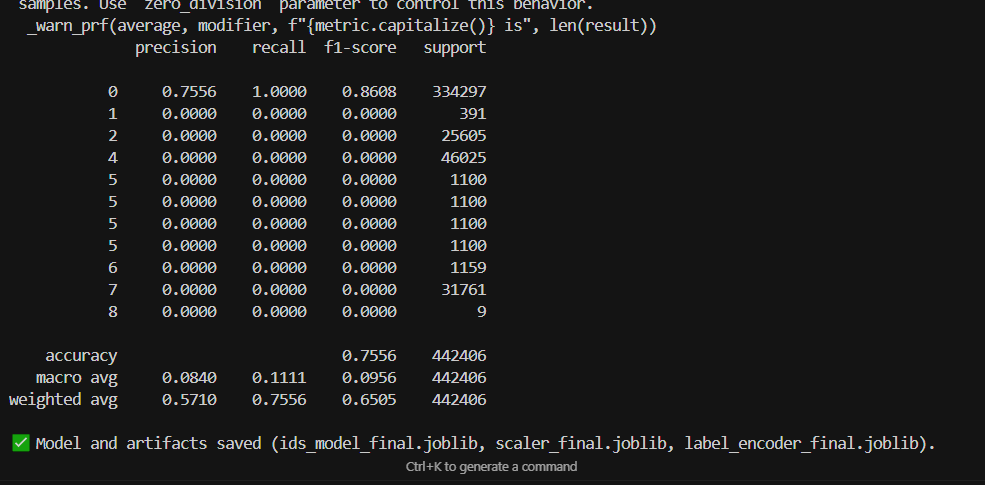 samples. Use `zero_division` parameter to control this behavior.
_warn_prf(average, modifier, f"{metric.capitalize()} is", len(result))
precision recall f1-score support
0 0.7556 1.0000 0.8608 334297
1 0.0000 0.0000 0.0000 391
2 0.0000 0.0000 0.0000 25605
4 0.0000 0.0000 0.0000 46025
5 0.0000 0.0000 0.0000 1100
5 0.0000 0.0000 0.0000 1100
5 0.0000 0.0000 0.0000 1100
5 0.0000 0.0000 0.0000 1100
6 0.0000 0.0000 0.0000 1159
7 0.0000 0.0000 0.0000 31761
8 0.0000 0.0000 0.0000 9
accuracy 0.7556 442406
macro avg 0.0840 0.1111 0.0956 442406
weighted avg 0.5710 0.7556 0.6505 442406
✅ Model and artifacts saved (ids_model_final.joblib, scaler_final.joblib, label_encoder_final.joblib).
Ctrl+K to generate a command